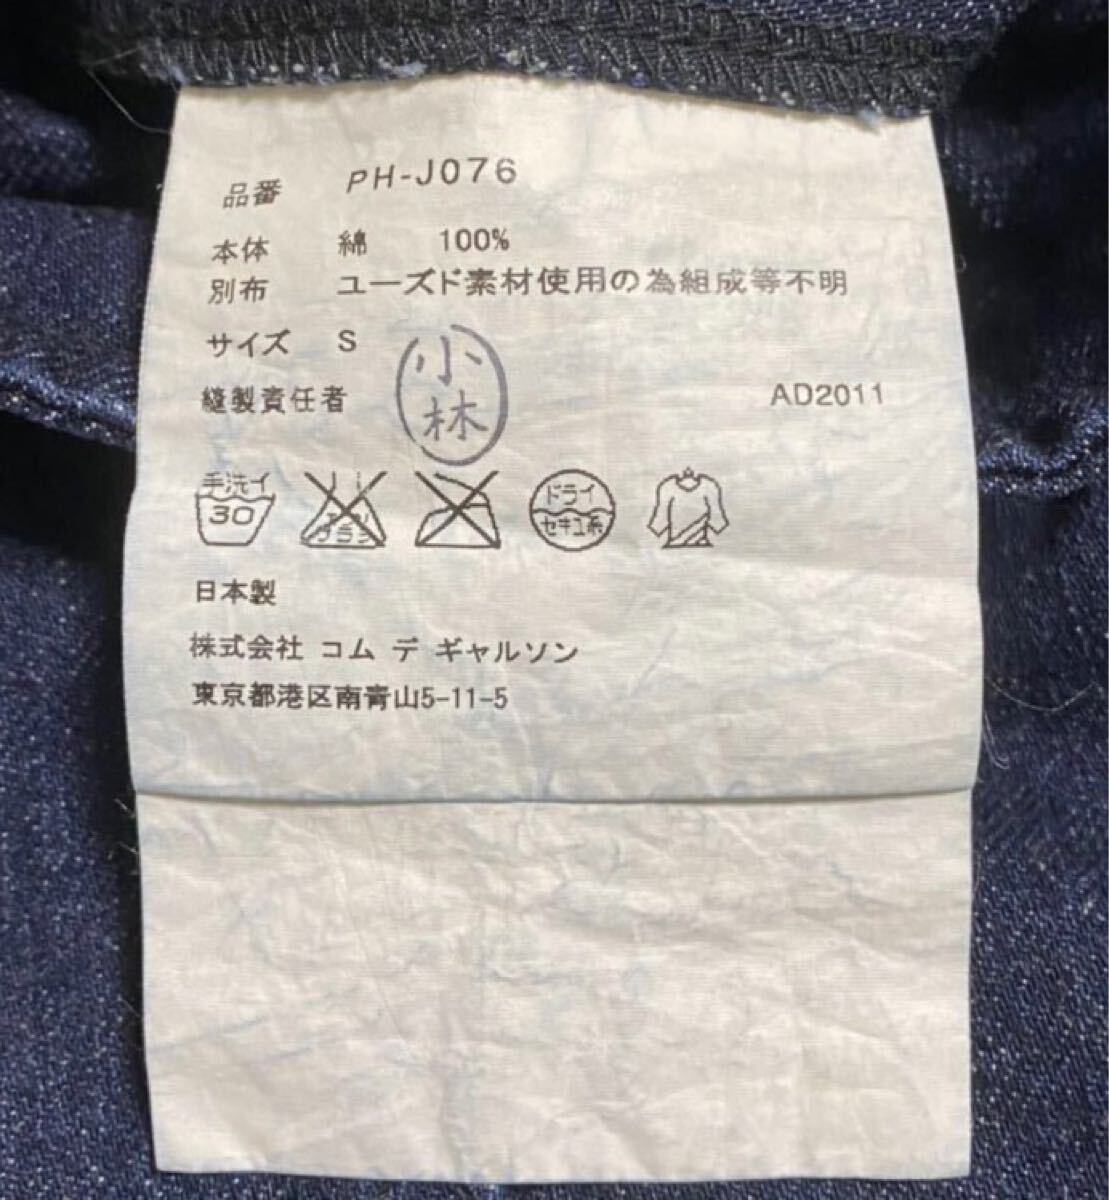 品番 PH-J076
本体 綿 100%
別布 ユーズド素材使用の為組成等不明
サイズ S
小林
縫製責任者 AD2011
手洗イ
30
エンソ
ドライ
セキユ系
日本製
株式会社 コム デ ギャルソン
東京都港区南青山5-11-5